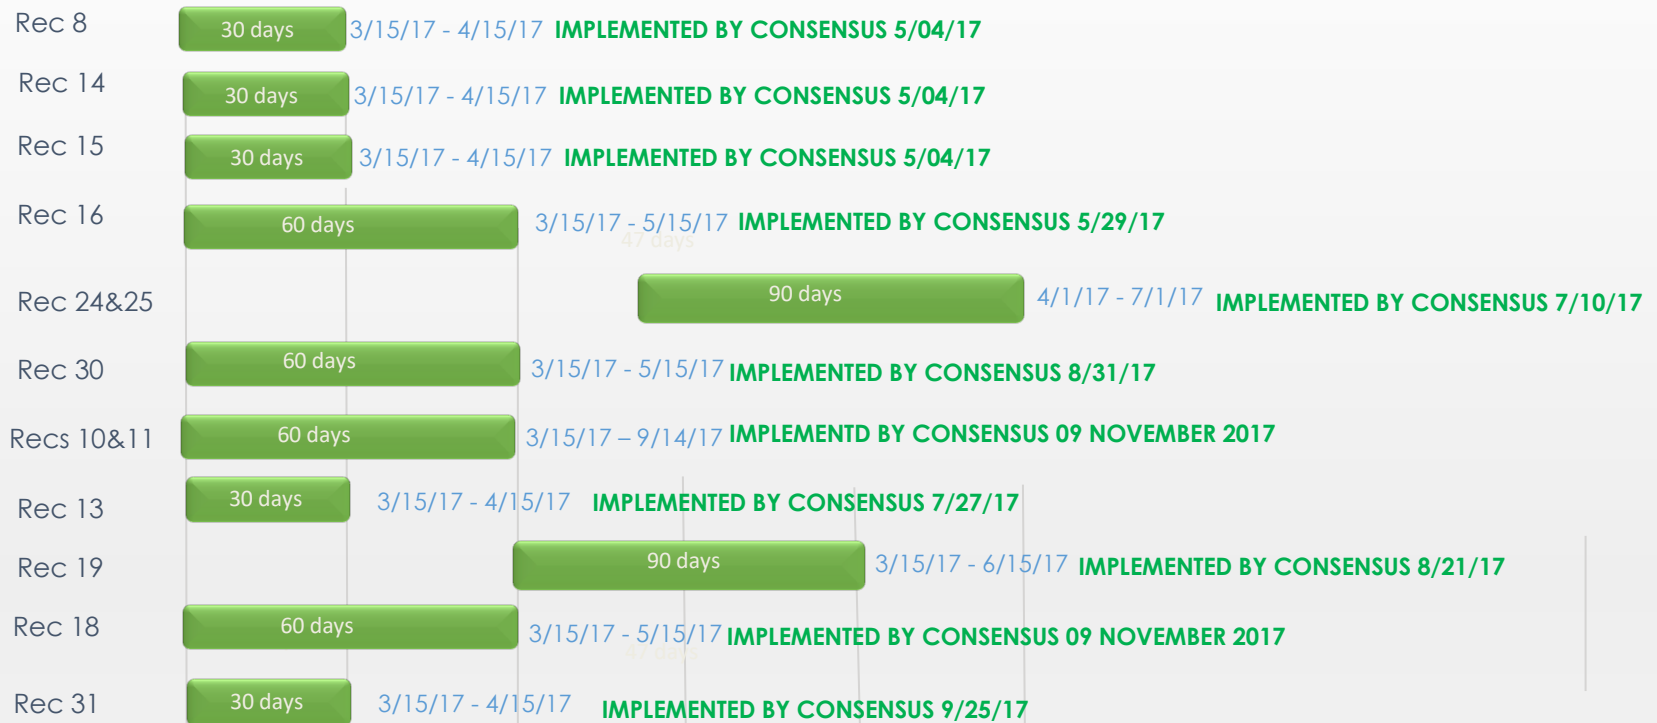 Rec 8 30 days 3/15/17 - 4/15/17 IMPLEMENTED BY CONSENSUS 5/04/17
Rec 14 30 days 3/15/17 - 4/15/17 IMPLEMENTED BY CONSENSUS 5/04/17
Rec 15 30 days 3/15/17 - 4/15/17 IMPLEMENTED BY CONSENSUS 5/04/17
Rec 16 60 days 3/15/17 - 5/15/17 IMPLEMENTED BY CONSENSUS 5/29/17
47 days
Rec 24&25 90 days 4/1/17 - 7/1/17 IMPLEMENTED BY CONSENSUS 7/10/17
Rec 30 60 days 3/15/17 - 5/15/17 IMPLEMENTED BY CONSENSUS 8/31/17
Recs 10&11 60 days 3/15/17 – 9/14/17 IMPLEMENTD BY CONSENSUS 09 NOVEMBER 2017
Rec 13 30 days 3/15/17 - 4/15/17 IMPLEMENTED BY CONSENSUS 7/27/17
Rec 19 90 days 3/15/17 - 6/15/17 IMPLEMENTED BY CONSENSUS 8/21/17
Rec 18 60 days 3/15/17 - 5/15/17 IMPLEMENTED BY CONSENSUS 09 NOVEMBER 2017
47 days
Rec 31 30 days 3/15/17 - 4/15/17 IMPLEMENTED BY CONSENSUS 9/25/17